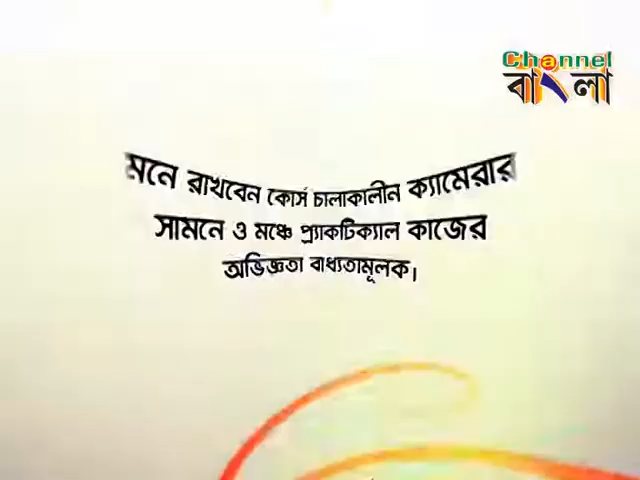 Channel
বাংলা
মনে রাখবেন কোর্স চালাকালীন ক্যামেরার
সামনে ও মঞ্চে প্র্যাকটিক্যাল কাজের
অভিজ্ঞতা বাধ্যতামূলক।